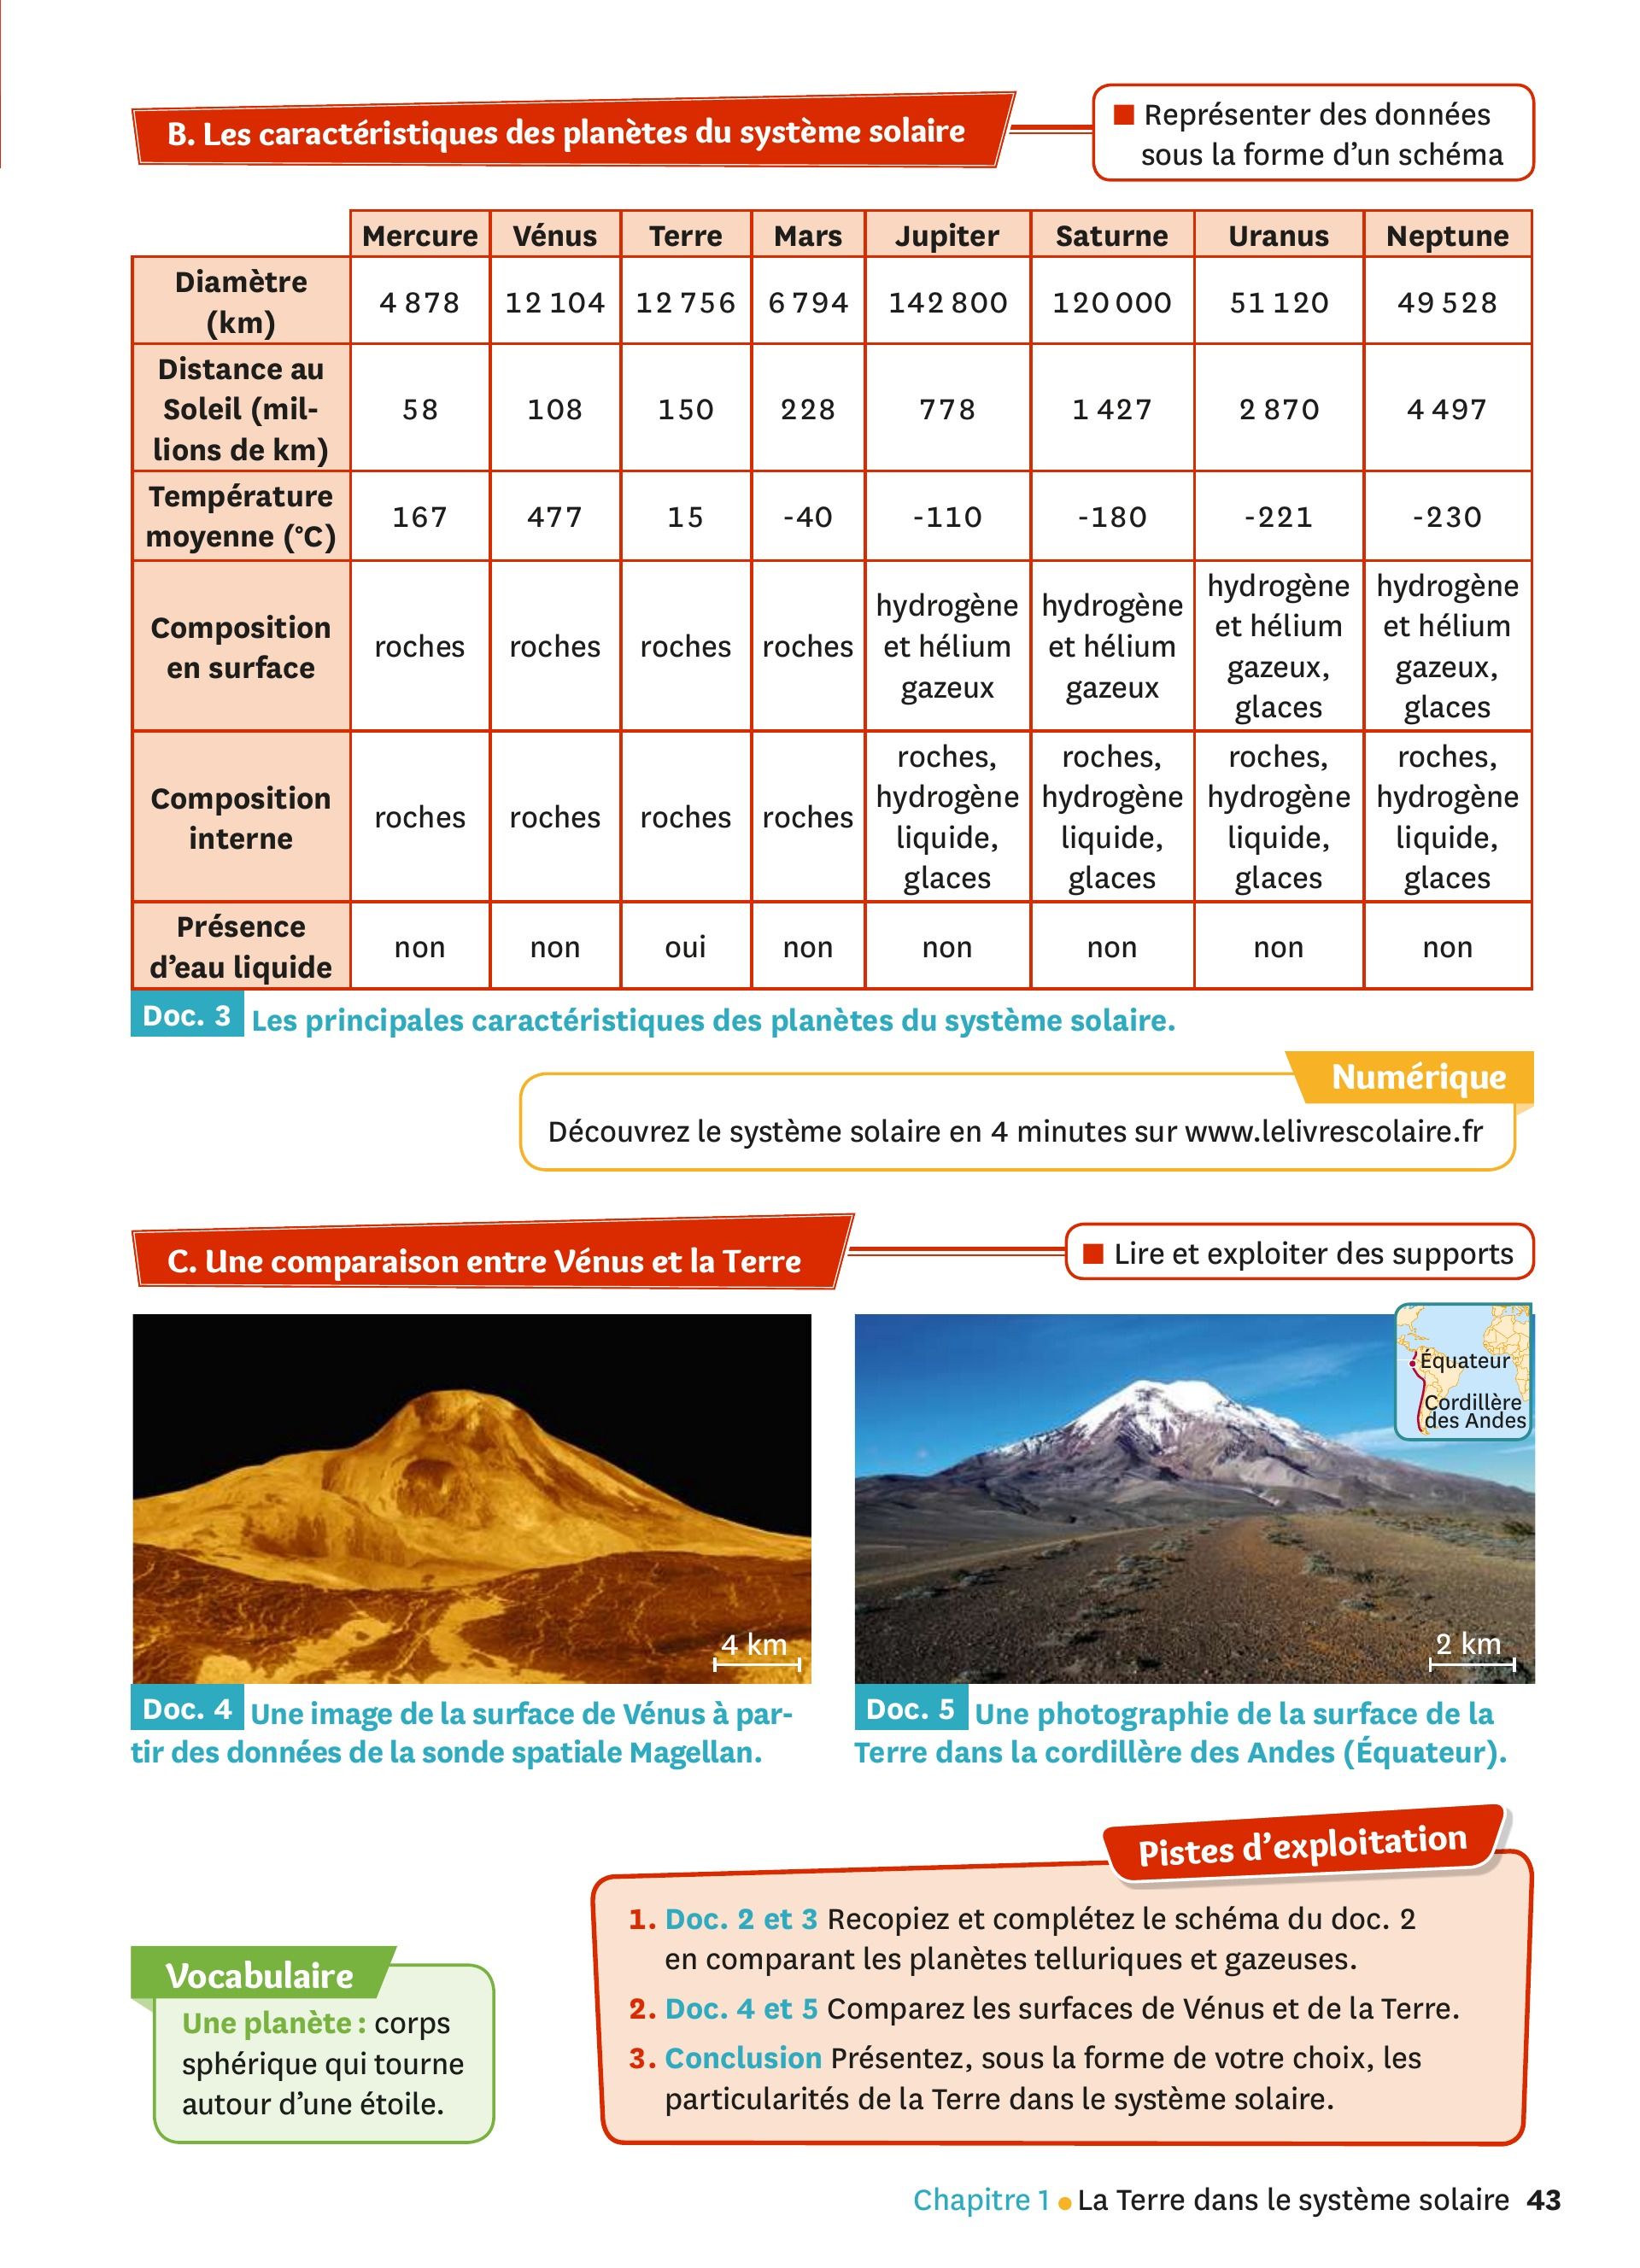 B. Les caractéristiques des planètes du système solaire
■ Représenter des données
sous la forme d'un schéma
Mercure Vénus Terre Mars Jupiter Saturne Uranus Neptune
Diamètre
(km)
4 878 12 104 12 756 6 794 142 800 120 000 51 120 49 528
Distance au
Soleil (mil-
lions de km)
58 108 150 228 778 1 427 2 870 4 497
Température
moyenne (°C)
167 477 15 -40 -110 -180 -221 -230
Composition
en surface
roches roches roches roches
hydrogène
et hélium
gazeux
hydrogène
et hélium
gazeux
hydrogène
et hélium
gazeux,
glaces
hydrogène
et hélium
gazeux,
glaces
Composition
interne
roches roches roches roches
roches,
hydrogène
liquide,
glaces
roches,
hydrogène
liquide,
glaces
roches,
hydrogène
liquide,
glaces
roches,
hydrogène
liquide,
glaces
Présence
d'eau liquide
non non oui non non non non non
Doc. 3 Les principales caractéristiques des planètes du système solaire.
Numérique
Découvrez le système solaire en 4 minutes sur www.lelivrescolaire.fr
C. Une comparaison entre Vénus et la Terre
■ Lire et exploiter des supports
4 km
Doc. 4 Une image de la surface de Vénus à par-
tir des données de la sonde spatiale Magellan.
Équateur
Cordillère
des Andes
2 km
Doc. 5 Une photographie de la surface de la
Terre dans la cordillère des Andes (Équateur).
Vocabulaire
Une planète : corps
sphérique qui tourne
autour d'une étoile.
Pistes d'exploitation
1. Doc. 2 et 3 Recopiez et complétez le schéma du doc. 2
en comparant les planètes telluriques et gazeuses.
2. Doc. 4 et 5 Comparez les surfaces de Vénus et de la Terre.
3. Conclusion Présentez, sous la forme de votre choix, les
particularités de la Terre dans le système solaire.
Chapitre 1 ● La Terre dans le système solaire 43